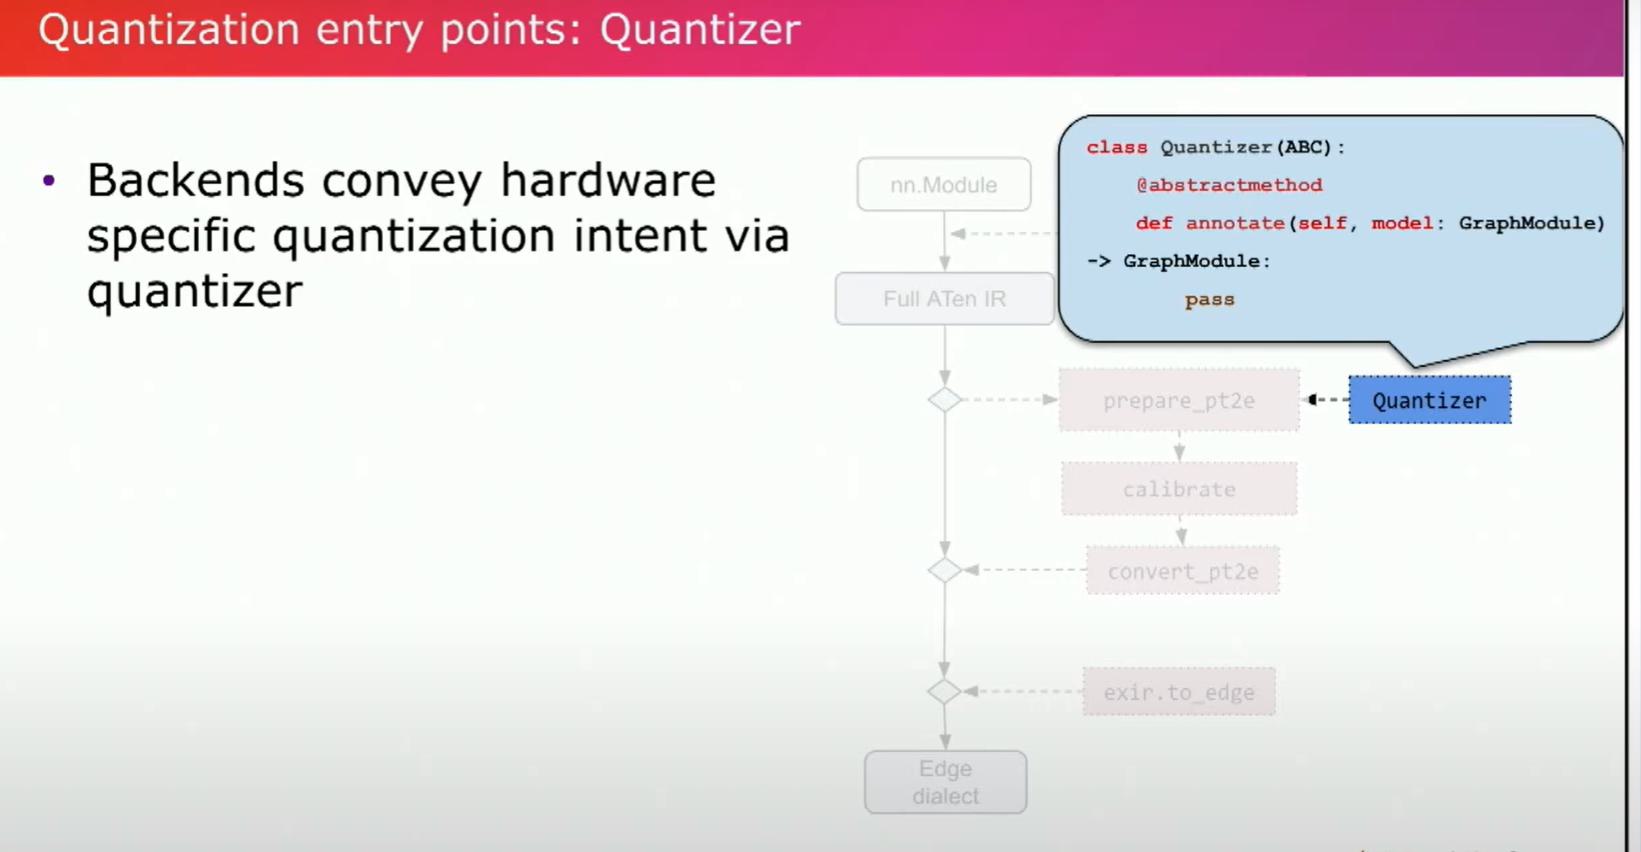 Quantization entry points: Quantizer
• Backends convey hardware
specific quantization intent via
quantizer
class Quantizer(ABC):
@abstractmethod
def annotate(self, model: GraphModule)
-> GraphModule:
pass
nn.Module
Full ATen IR
prepare_pt2e
Quantizer
calibrate
convert_pt2e
exir.to_edge
Edge
dialect